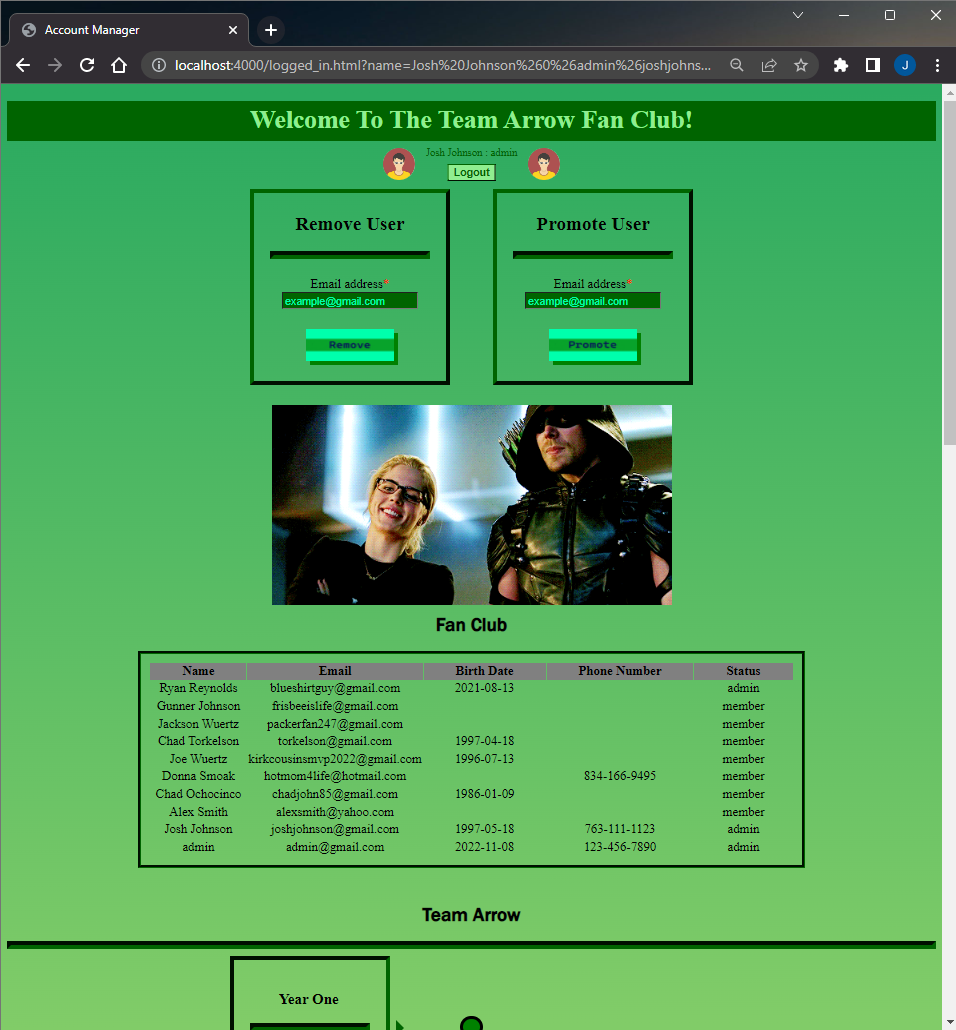 Account Manager
localhost:4000/logged_in.html?name=Josh%20Johnson%260%26admin%26joshjohns...
J
Welcome To The Team Arrow Fan Club!
Josh Johnson : admin
Logout
Remove User
Email address*
example@gmail.com
Remove
Promote User
Email address*
example@gmail.com
Promote
Fan Club
Name Email Birth Date Phone Number Status
Ryan Reynolds blueshirtguy@gmail.com 2021-08-13 admin
Gunner Johnson frisbeeislife@gmail.com member
Jackson Wuertz packerfan247@gmail.com member
Chad Torkelson torkelson@gmail.com 1997-04-18 member
Joe Wuertz kirkcousinsmvp2022@gmail.com 1996-07-13 member
Donna Smoak hotmom4life@hotmail.com 834-166-9495 member
Chad Ochocinco chadjohn85@gmail.com 1986-01-09 member
Alex Smith alexsmith@yahoo.com member
Josh Johnson joshjohnson@gmail.com 1997-05-18 763-111-1123 admin
admin admin@gmail.com 2022-11-08 123-456-7890 admin
Team Arrow
Year One